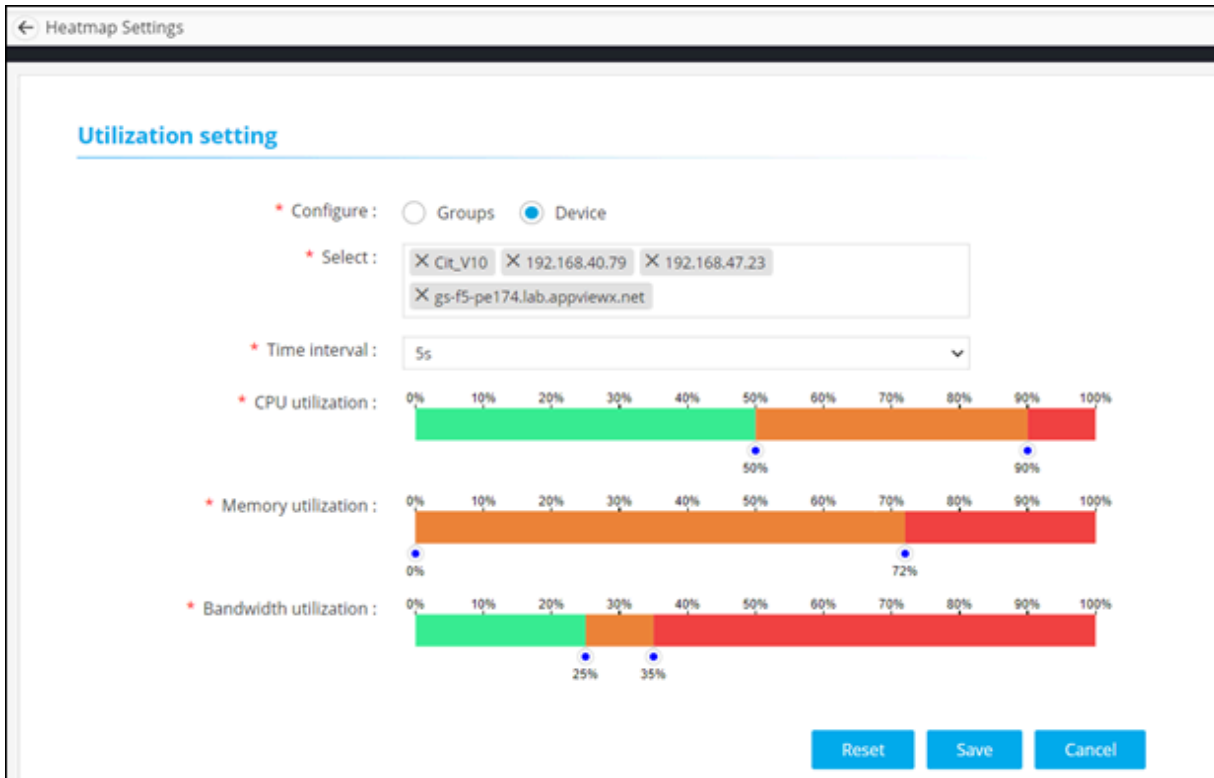 Heatmap Settings
Utilization setting
* Configure : Groups Device
* Select : Cit_V10 192.168.40.79 192.168.47.23
gs-f5-pe174.lab.appviewx.net
* Time interval : 5s
* CPU utilization : 0% 10% 20% 30% 40% 50% 60% 70% 80% 90% 100%
50% 90%
* Memory utilization : 0% 10% 20% 30% 40% 50% 60% 70% 80% 90% 100%
0% 72%
* Bandwidth utilization : 0% 10% 20% 30% 40% 50% 60% 70% 80% 90% 100%
25% 35%
Reset Save Cancel